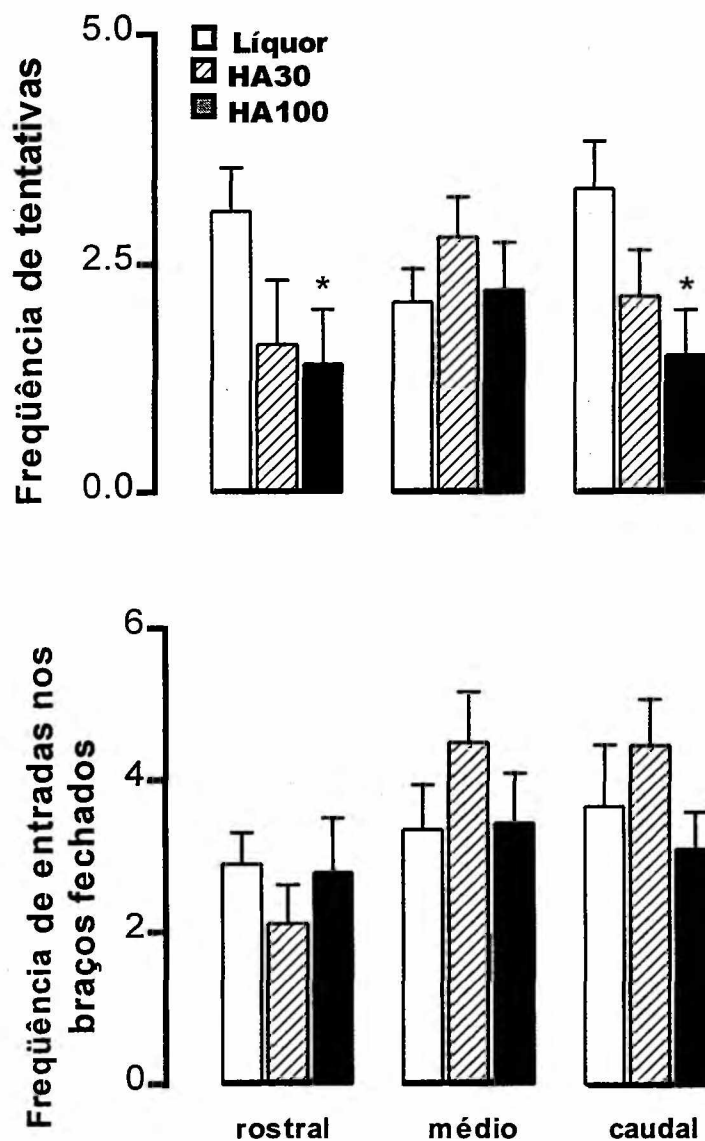 Freqüência de tentativas
5.0
2.5
0.0
Líquor
HA30
HA100
*
*
Freqüência de entradas nos
braços fechados
6
4
2
0
rostral médio caudal